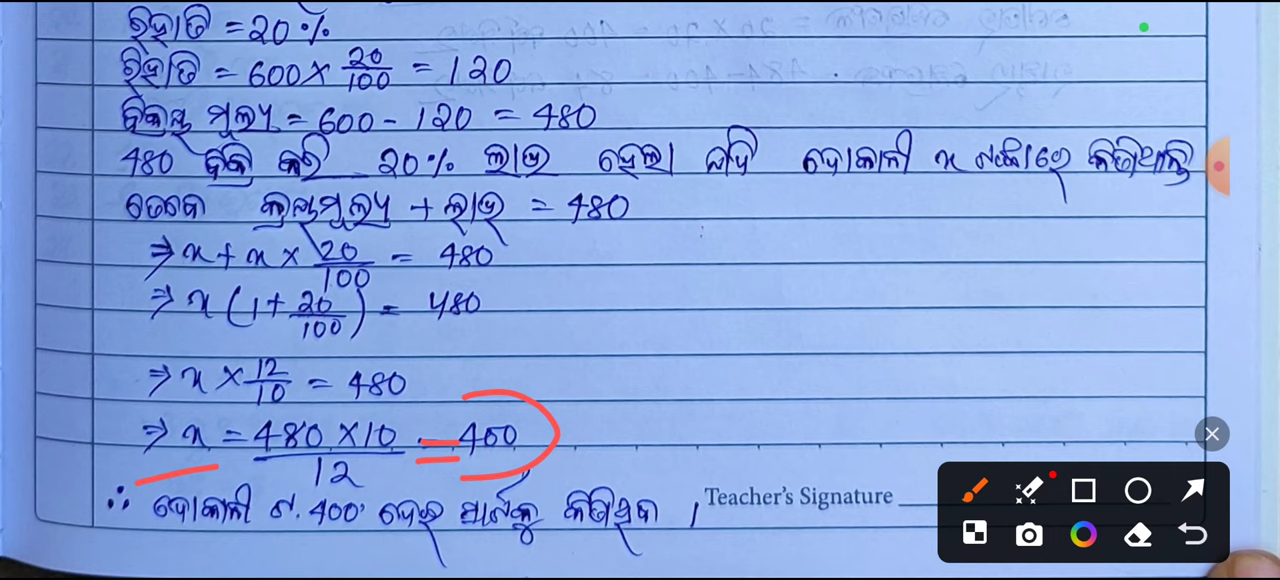 ରିହାତି = 20%
ରିହାତି = 600 × 20/100 = 120
ବିକ୍ରୟ ମୂଲ୍ୟ = 600 - 120 = 480
480 ବିକ୍ରି କରି 20% ଲାଭ ହେଲା ଯଦି ଦୋକାନୀ x ଟଙ୍କାରେ କିଣିଥାନ୍ତି
ତେବେ କ୍ରୟମୂଲ୍ୟ + ଲାଭ = 480
⇒ x + x × 20/100 = 480
⇒ x (1 + 20/100) = 480
⇒ x × 12/10 = 480
⇒ x = 480 × 10 / 12 = 400
∴ ଦୋକାନୀ ଟ. 400 ଦେଇ ସାର୍ଟକୁ କିଣିଥିବା ।
Teacher's Signature